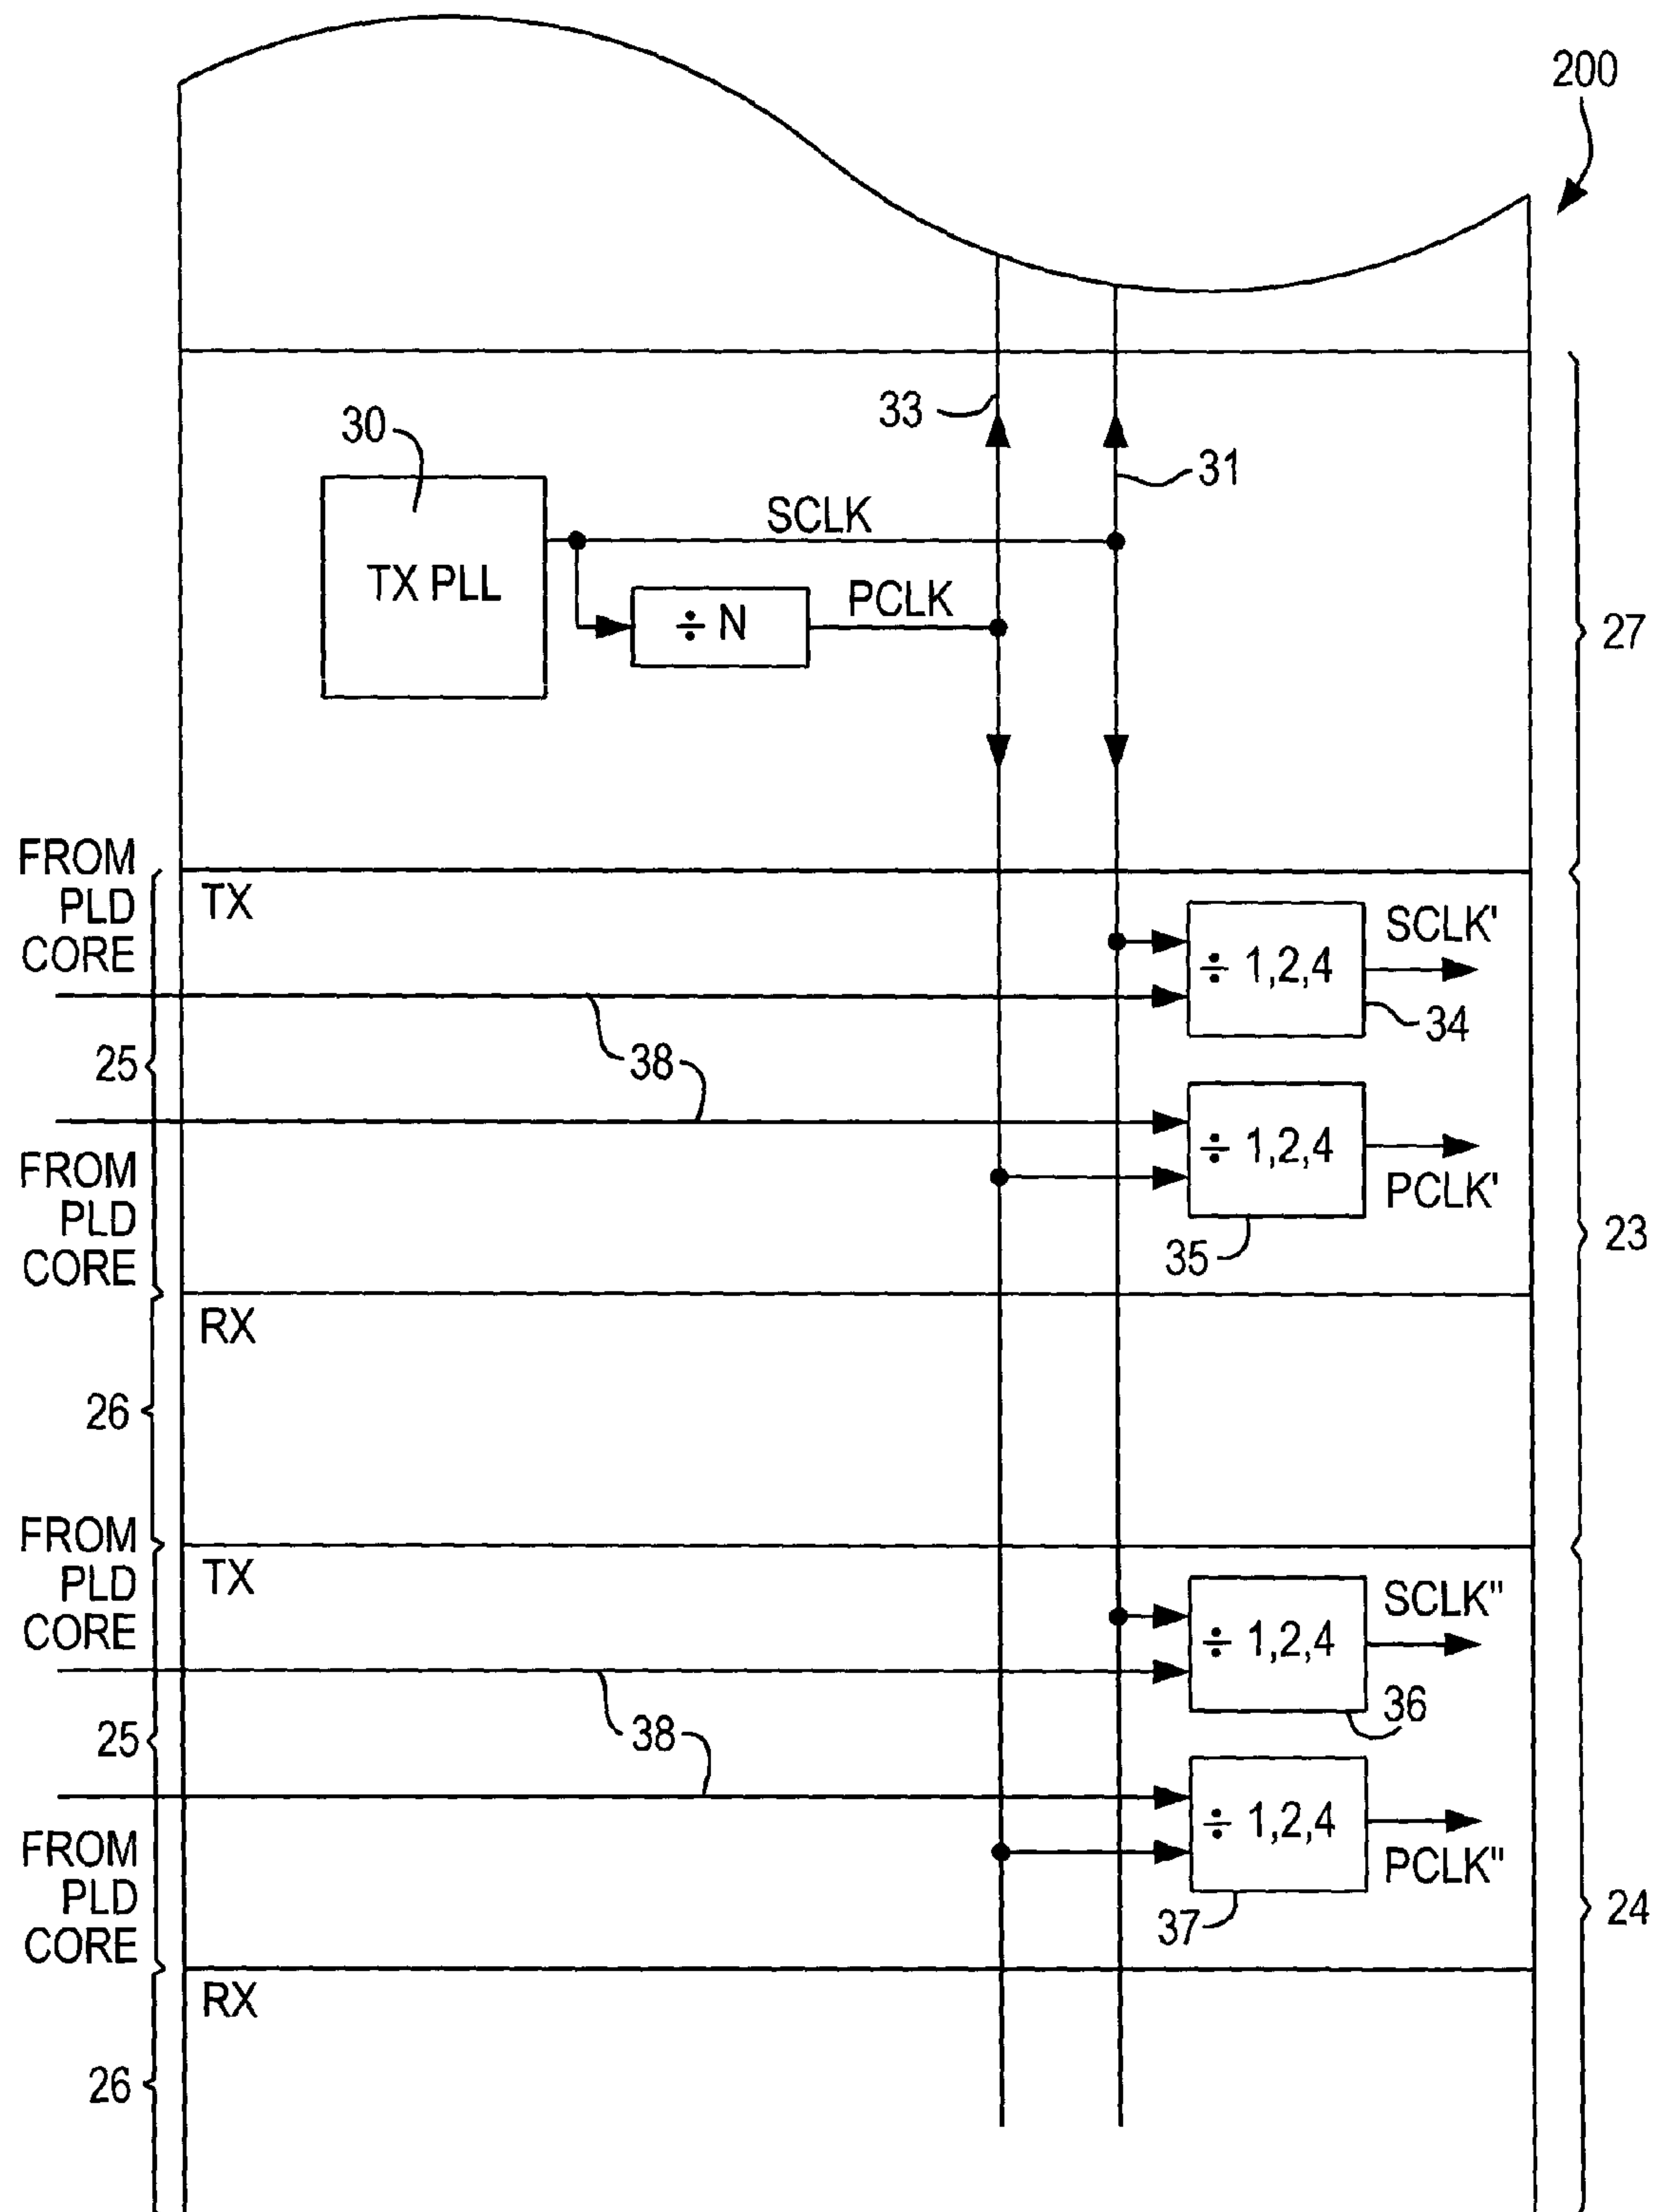 200
33
30
31
SCLK
TX PLL
PCLK
÷ N
27
FROM
PLD
CORE
TX
SCLK'
÷ 1,2,4
34
25
38
÷ 1,2,4
FROM
PLD
CORE
PCLK'
35
23
RX
26
FROM
PLD
CORE
TX
SCLK"
÷ 1,2,4
36
25
38
÷ 1,2,4
FROM
PLD
CORE
PCLK"
37
24
RX
26